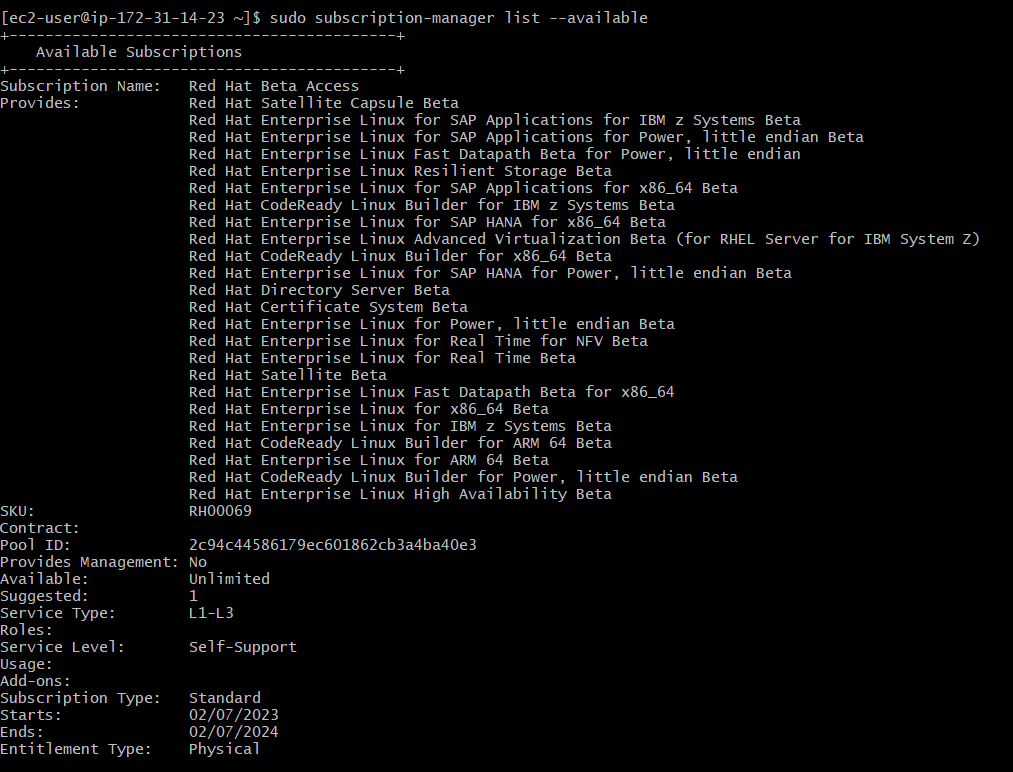 [ec2-user@ip-172-31-14-23 ~]$ sudo subscription-manager list --available
+-------------------------------------------+
    Available Subscriptions
+-------------------------------------------+
Subscription Name:   Red Hat Beta Access
Provides:            Red Hat Satellite Capsule Beta
                     Red Hat Enterprise Linux for SAP Applications for IBM z Systems Beta
                     Red Hat Enterprise Linux for SAP Applications for Power, little endian Beta
                     Red Hat Enterprise Linux Fast Datapath Beta for Power, little endian
                     Red Hat Enterprise Linux Resilient Storage Beta
                     Red Hat Enterprise Linux for SAP Applications for x86_64 Beta
                     Red Hat CodeReady Linux Builder for IBM z Systems Beta
                     Red Hat Enterprise Linux for SAP HANA for x86_64 Beta
                     Red Hat Enterprise Linux Advanced Virtualization Beta (for RHEL Server for IBM System Z)
                     Red Hat CodeReady Linux Builder for x86_64 Beta
                     Red Hat Enterprise Linux for SAP HANA for Power, little endian Beta
                     Red Hat Directory Server Beta
                     Red Hat Certificate System Beta
                     Red Hat Enterprise Linux for Power, little endian Beta
                     Red Hat Enterprise Linux for Real Time for NFV Beta
                     Red Hat Enterprise Linux for Real Time Beta
                     Red Hat Satellite Beta
                     Red Hat Enterprise Linux Fast Datapath Beta for x86_64
                     Red Hat Enterprise Linux for x86_64 Beta
                     Red Hat Enterprise Linux for IBM z Systems Beta
                     Red Hat CodeReady Linux Builder for ARM 64 Beta
                     Red Hat Enterprise Linux for ARM 64 Beta
                     Red Hat CodeReady Linux Builder for Power, little endian Beta
                     Red Hat Enterprise Linux High Availability Beta
SKU:                 RH00069
Contract:
Pool ID:             2c94c44586179ec601862cb3a4ba40e3
Provides Management: No
Available:           Unlimited
Suggested:           1
Service Type:        L1-L3
Roles:
Service Level:       Self-Support
Usage:
Add-ons:
Subscription Type:   Standard
Starts:              02/07/2023
Ends:                02/07/2024
Entitlement Type:    Physical